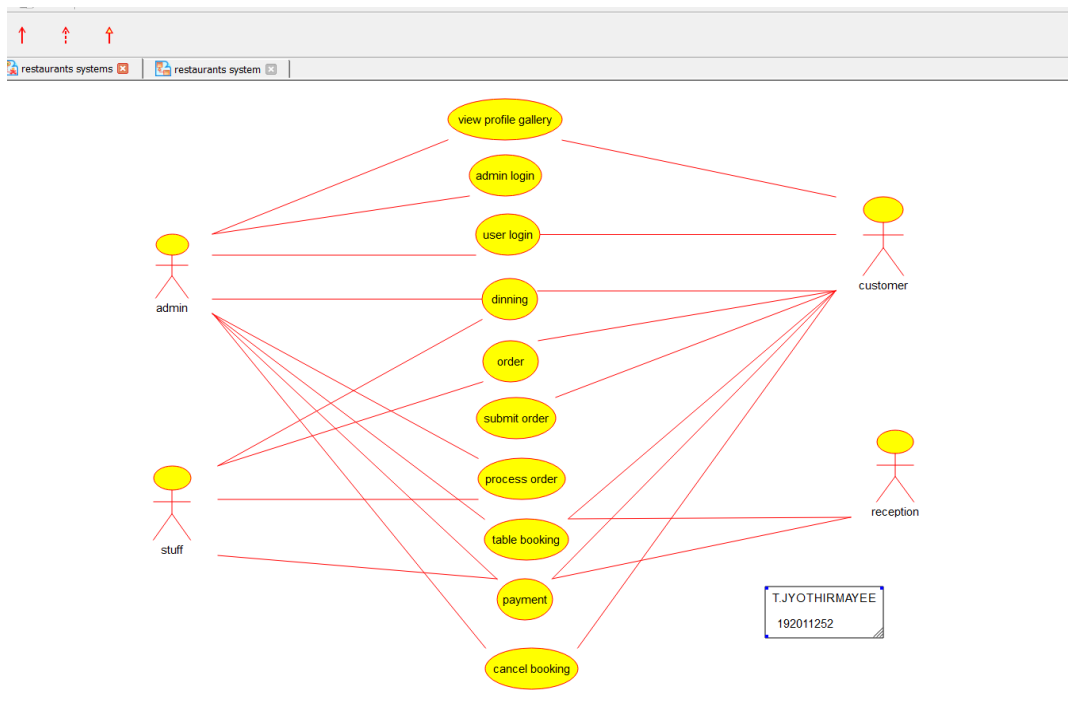 restaurants systems
restaurants system
view profile gallery
admin login
user login
admin
customer
dinning
order
submit order
process order
stuff
reception
table booking
payment
cancel booking
T.JYOTHIRMAYEE
192011252